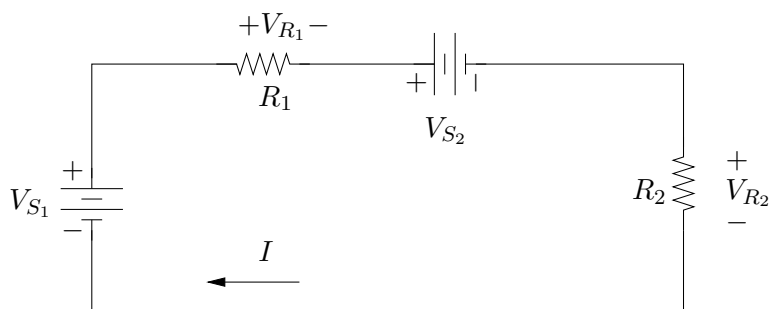 +V_{R_1}−
R_1
+ −
V_{S_2}
+
V_{S_1}
−
R_2
+
V_{R_2}
−
I